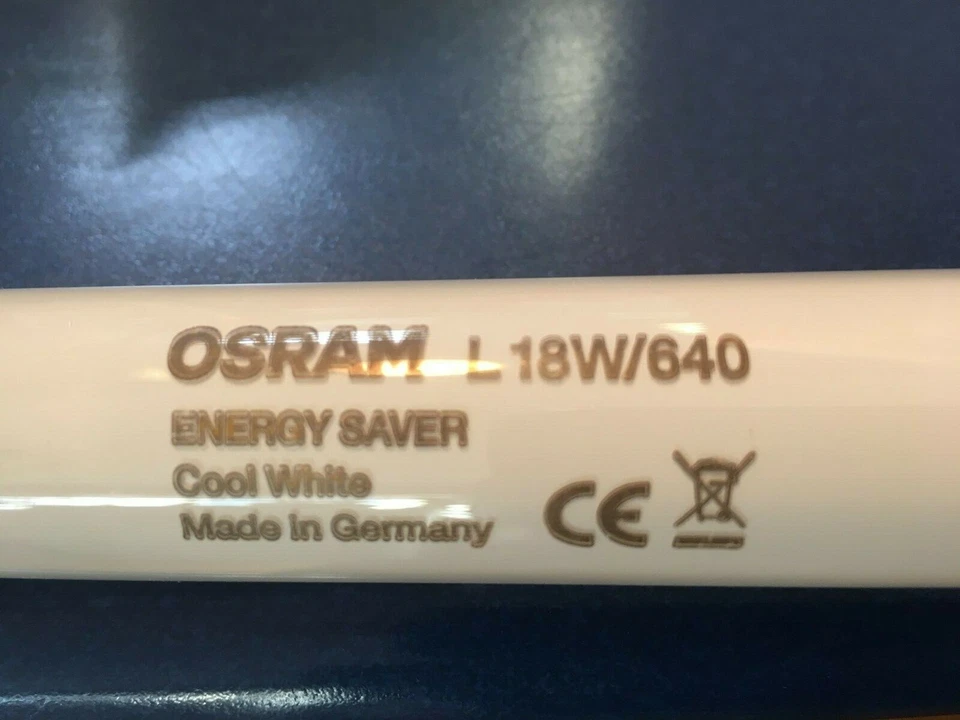 OSRAM L 18W/640
ENERGY SAVER
Cool White
Made in Germany
CE